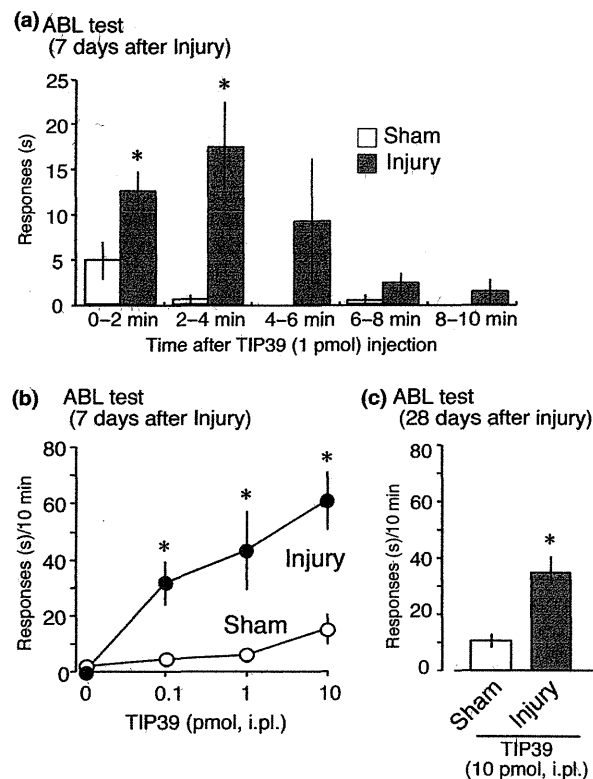 (a) ABL test
(7 days after Injury)
25
20
15
10
5
0
Responses (s)
*
*
Sham
Injury
0–2 min 2–4 min 4–6 min 6–8 min 8–10 min
Time after TIP39 (1 pmol) injection
(b) ABL test
(7 days after Injury)
80
60
40
20
0
Responses (s)/10 min
*
*
*
Injury
Sham
0 0.1 1 10
TIP39 (pmol, i.pl.)
(c) ABL test
(28 days after injury)
80
60
40
20
0
Responses (s)/10 min
*
Sham
Injury
TIP39
(10 pmol, i.pl.)